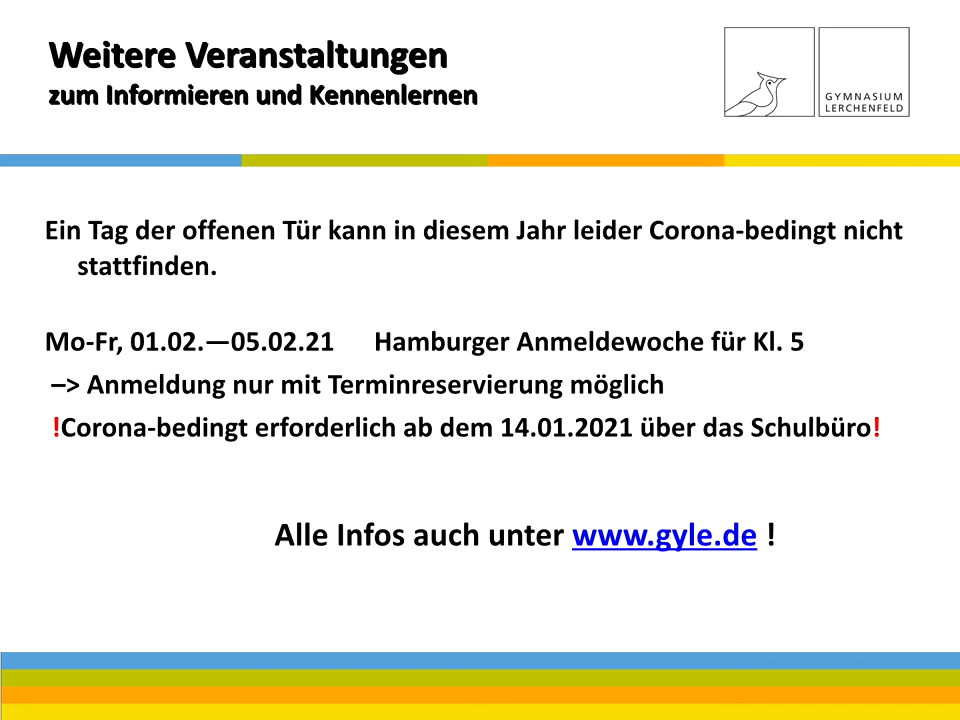 Weitere Veranstaltungen
zum Informieren und Kennenlernen
GYMNASIUM
LERCHENFELD
Ein Tag der offenen Tür kann in diesem Jahr leider Corona-bedingt nicht
stattfinden.
Mo-Fr, 01.02.—05.02.21 Hamburger Anmeldewoche für Kl. 5
–> Anmeldung nur mit Terminreservierung möglich
!Corona-bedingt erforderlich ab dem 14.01.2021 über das Schulbüro!
Alle Infos auch unter www.gyle.de !